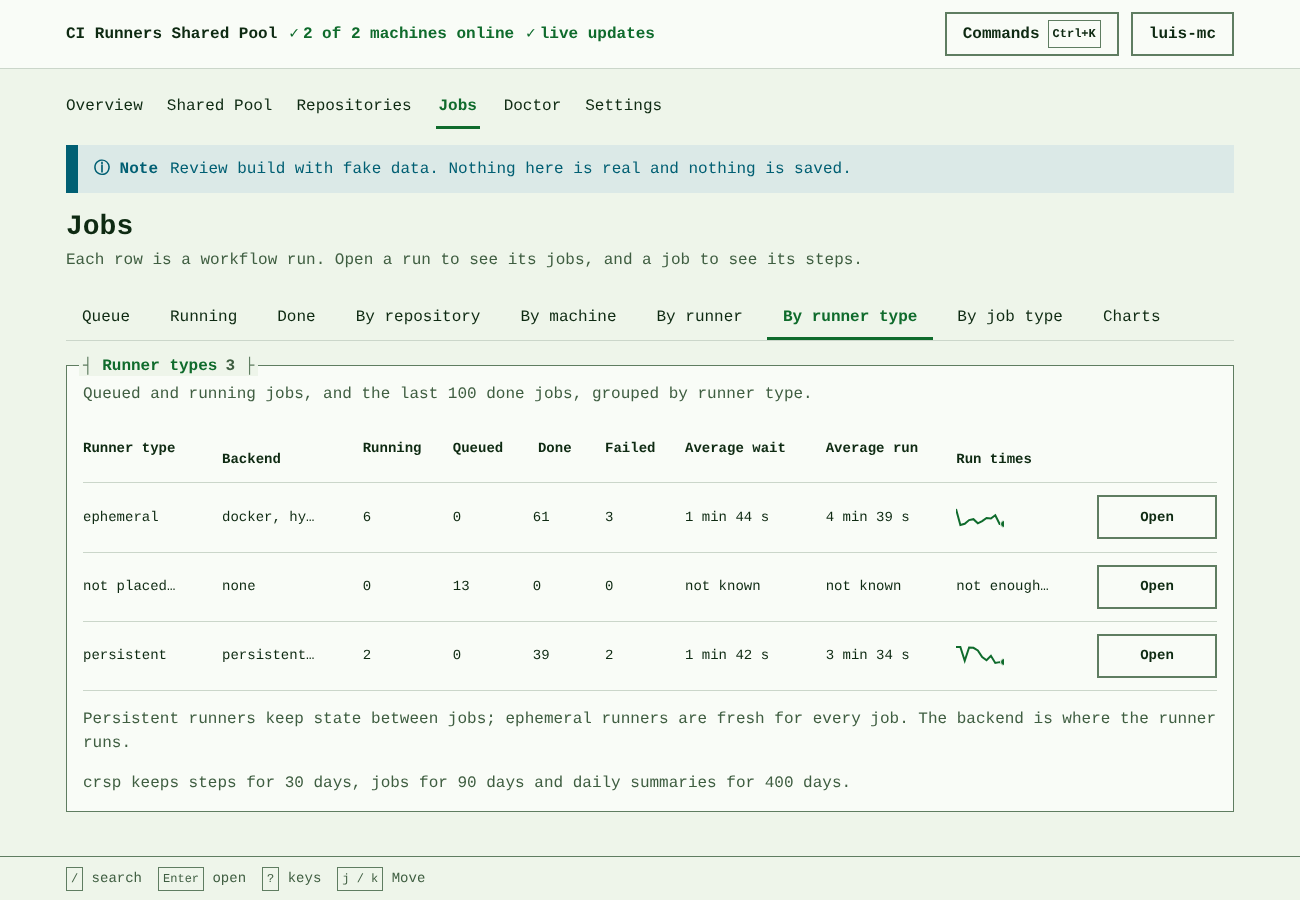 CI Runners Shared Pool ✓ 2 of 2 machines online ✓ live updates Commands Ctrl+K luis-mc
Overview Shared Pool Repositories Jobs Doctor Settings
ⓘ Note Review build with fake data. Nothing here is real and nothing is saved.
Jobs
Each row is a workflow run. Open a run to see its jobs, and a job to see its steps.
Queue Running Done By repository By machine By runner By runner type By job type Charts
┤ Runner types 3 ├
Queued and running jobs, and the last 100 done jobs, grouped by runner type.
Runner type Backend Running Queued Done Failed Average wait Average run Run times
ephemeral docker, hy… 6 0 61 3 1 min 44 s 4 min 39 s Open
not placed… none 0 13 0 0 not known not known not enough… Open
persistent persistent… 2 0 39 2 1 min 42 s 3 min 34 s Open
Persistent runners keep state between jobs; ephemeral runners are fresh for every job. The backend is where the runner
runs.
crsp keeps steps for 30 days, jobs for 90 days and daily summaries for 400 days.
/ search Enter open ? keys j / k Move